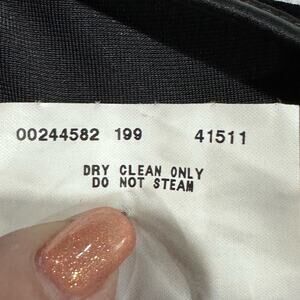 00244582 199 41511
DRY CLEAN ONLY
DO NOT STEAM